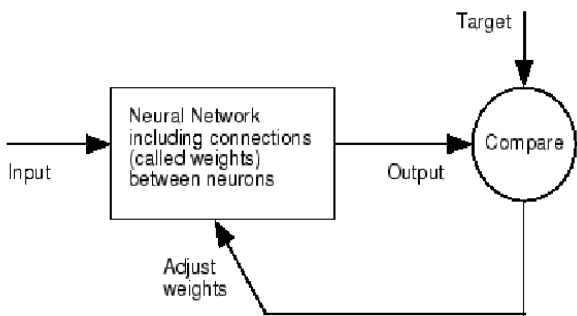 Target
Neural Network
including connections
(called weights)
between neurons
Compare
Input
Output
Adjust
weights